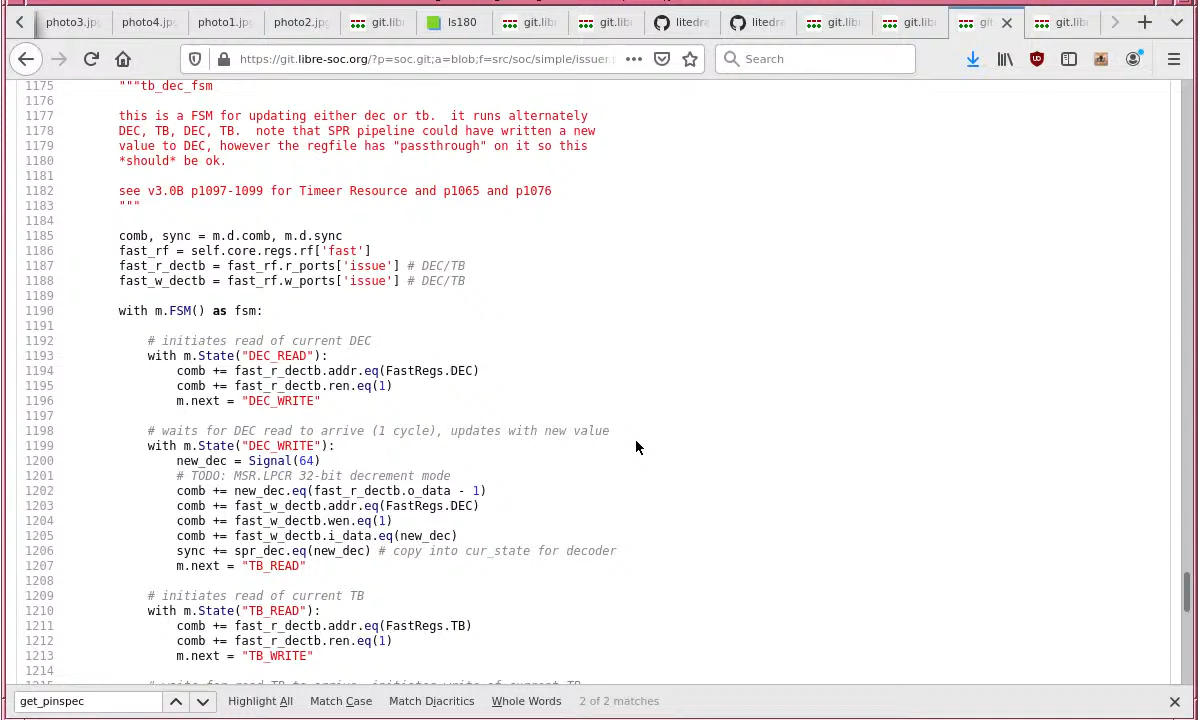 photo3.jp
photo4.jp
photo1.jp
photo2.jp
git.lib
ls180
git.lib
git.lib
litedra
litedra
git.lib
git.lib
git
git.lib
https://git.libre-soc.org/?p=soc.git;a=blob;f=src/soc/simple/issuer
Search
1175 """tb_dec_fsm
1176
1177 this is a FSM for updating either dec or tb.  it runs alternately
1178 DEC, TB, DEC, TB.  note that SPR pipeline could have written a new
1179 value to DEC, however the regfile has "passthrough" on it so this
1180 *should* be ok.
1181
1182 see v3.0B p1097-1099 for Timeer Resource and p1065 and p1076
1183 """
1184
1185 comb, sync = m.d.comb, m.d.sync
1186 fast_rf = self.core.regs.rf['fast']
1187 fast_r_dectb = fast_rf.r_ports['issue'] # DEC/TB
1188 fast_w_dectb = fast_rf.w_ports['issue'] # DEC/TB
1189
1190 with m.FSM() as fsm:
1191
1192 # initiates read of current DEC
1193 with m.State("DEC_READ"):
1194 comb += fast_r_dectb.addr.eq(FastRegs.DEC)
1195 comb += fast_r_dectb.ren.eq(1)
1196 m.next = "DEC_WRITE"
1197
1198 # waits for DEC read to arrive (1 cycle), updates with new value
1199 with m.State("DEC_WRITE"):
1200 new_dec = Signal(64)
1201 # TODO: MSR.LPCR 32-bit decrement mode
1202 comb += new_dec.eq(fast_r_dectb.o_data - 1)
1203 comb += fast_w_dectb.addr.eq(FastRegs.DEC)
1204 comb += fast_w_dectb.wen.eq(1)
1205 comb += fast_w_dectb.i_data.eq(new_dec)
1206 sync += spr_dec.eq(new_dec) # copy into cur_state for decoder
1207 m.next = "TB_READ"
1208
1209 # initiates read of current TB
1210 with m.State("TB_READ"):
1211 comb += fast_r_dectb.addr.eq(FastRegs.TB)
1212 comb += fast_r_dectb.ren.eq(1)
1213 m.next = "TB_WRITE"
1214
get_pinspec
Highlight All
Match Case
Match Diacritics
Whole Words
2 of 2 matches